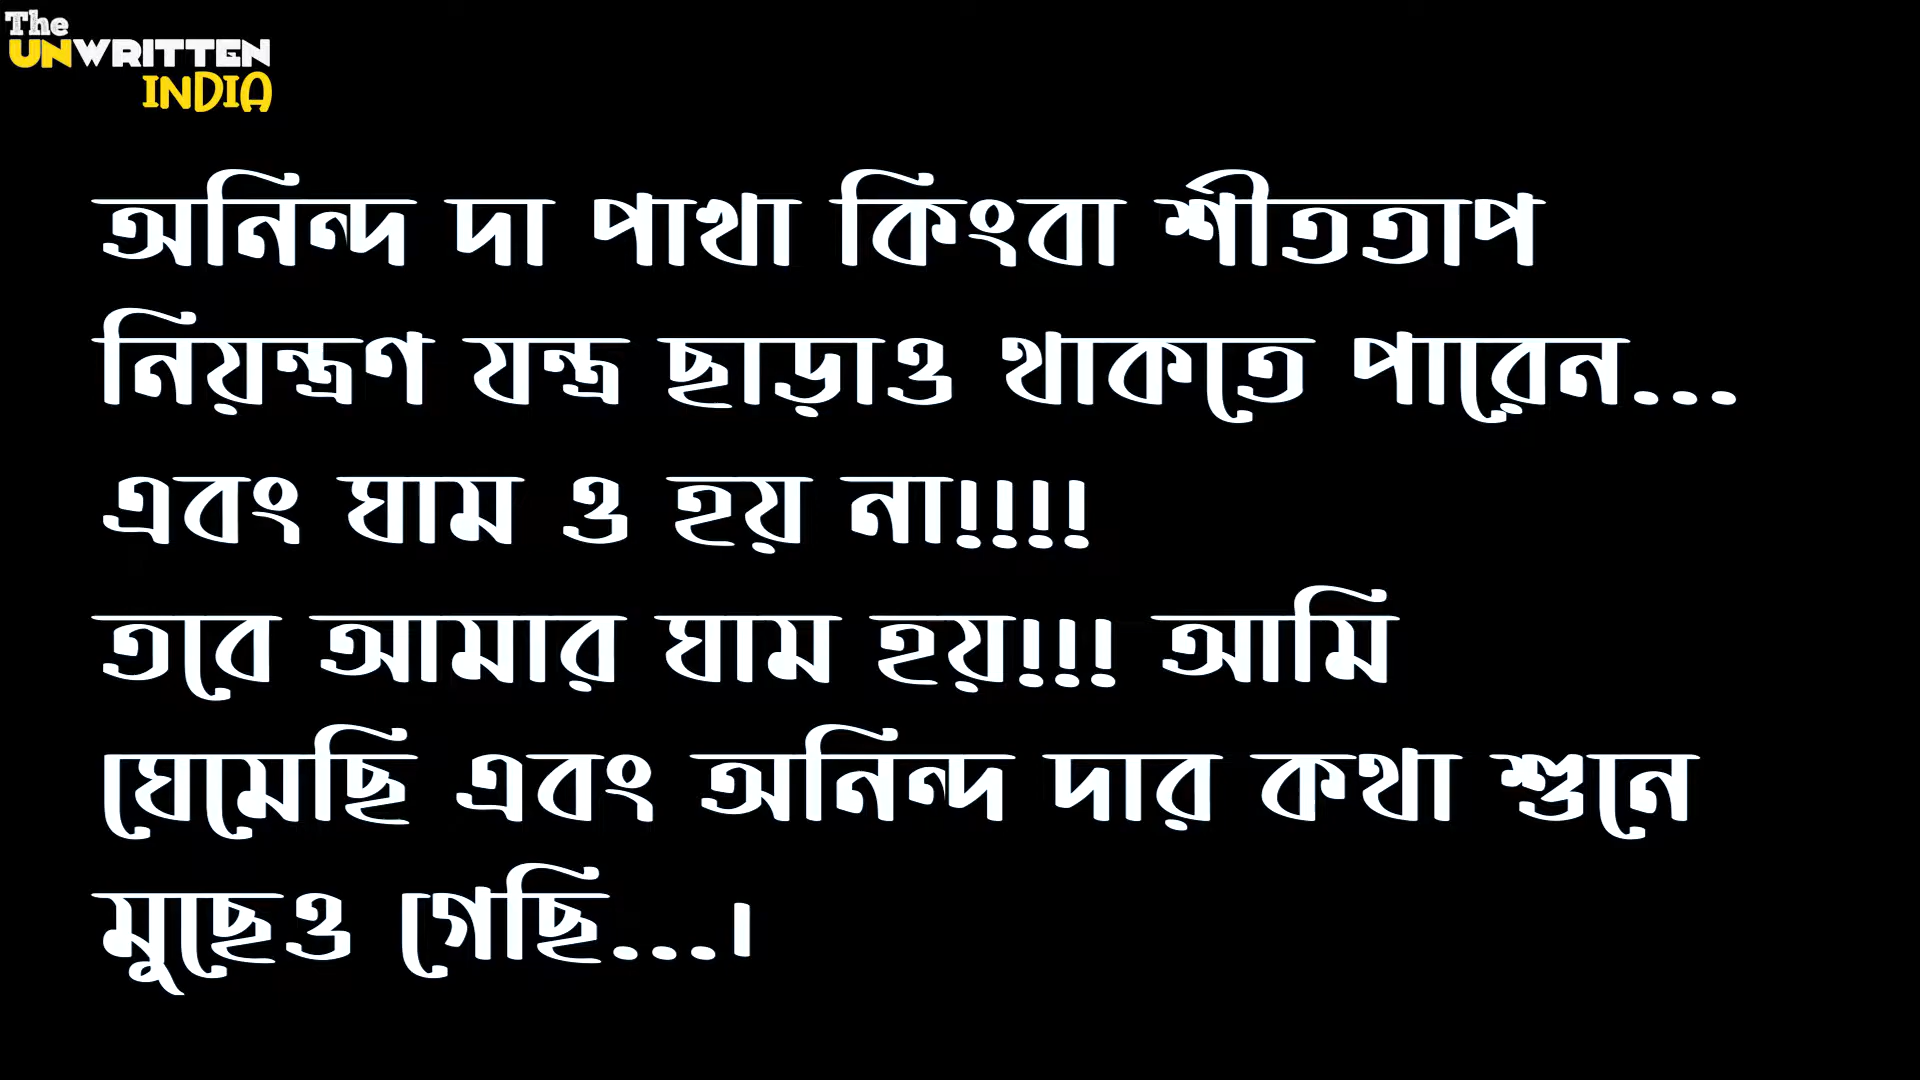 The
UNWRITTEN
INDIA
অনিন্দ দা পাখা কিংবা শীততাপ
নিয়ন্ত্রণ যন্ত্র ছাড়াও থাকতে পারেন...
এবং ঘাম ও হয় না!!!!
তবে আমার ঘাম হয়!!! আমি
ঘেমেছি এবং অনিন্দ দার কথা শুনে
মুছেও গেছি...।